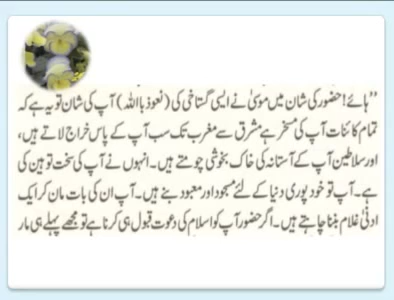 ”ہائے! حضور کی شان میں موسیٰ نے ایسی گستاخی کی (نعوذ باللہ) آپ کی شان تو یہ ہے کہ
تمام کائنات آپ کی مسخر ہے مشرق سے مغرب تک سب آپ کے پاس خراج لاتے ہیں،
اور سلاطین آپ کے آستانہ کی خاک بخوشی چومتے ہیں۔ انہوں نے آپ کی سخت توہین کی
ہے۔ آپ تو خود پوری دنیا کے لئے مسجود اور معبود بنے ہیں۔ آپ ان کی بات مان کر ایک
ادنیٰ غلام بننا چاہتے ہیں۔ اگر حضور آپ کو اسلام کی دعوت قبول ہی کرنا ہے تو مجھے پہلے ہی مار